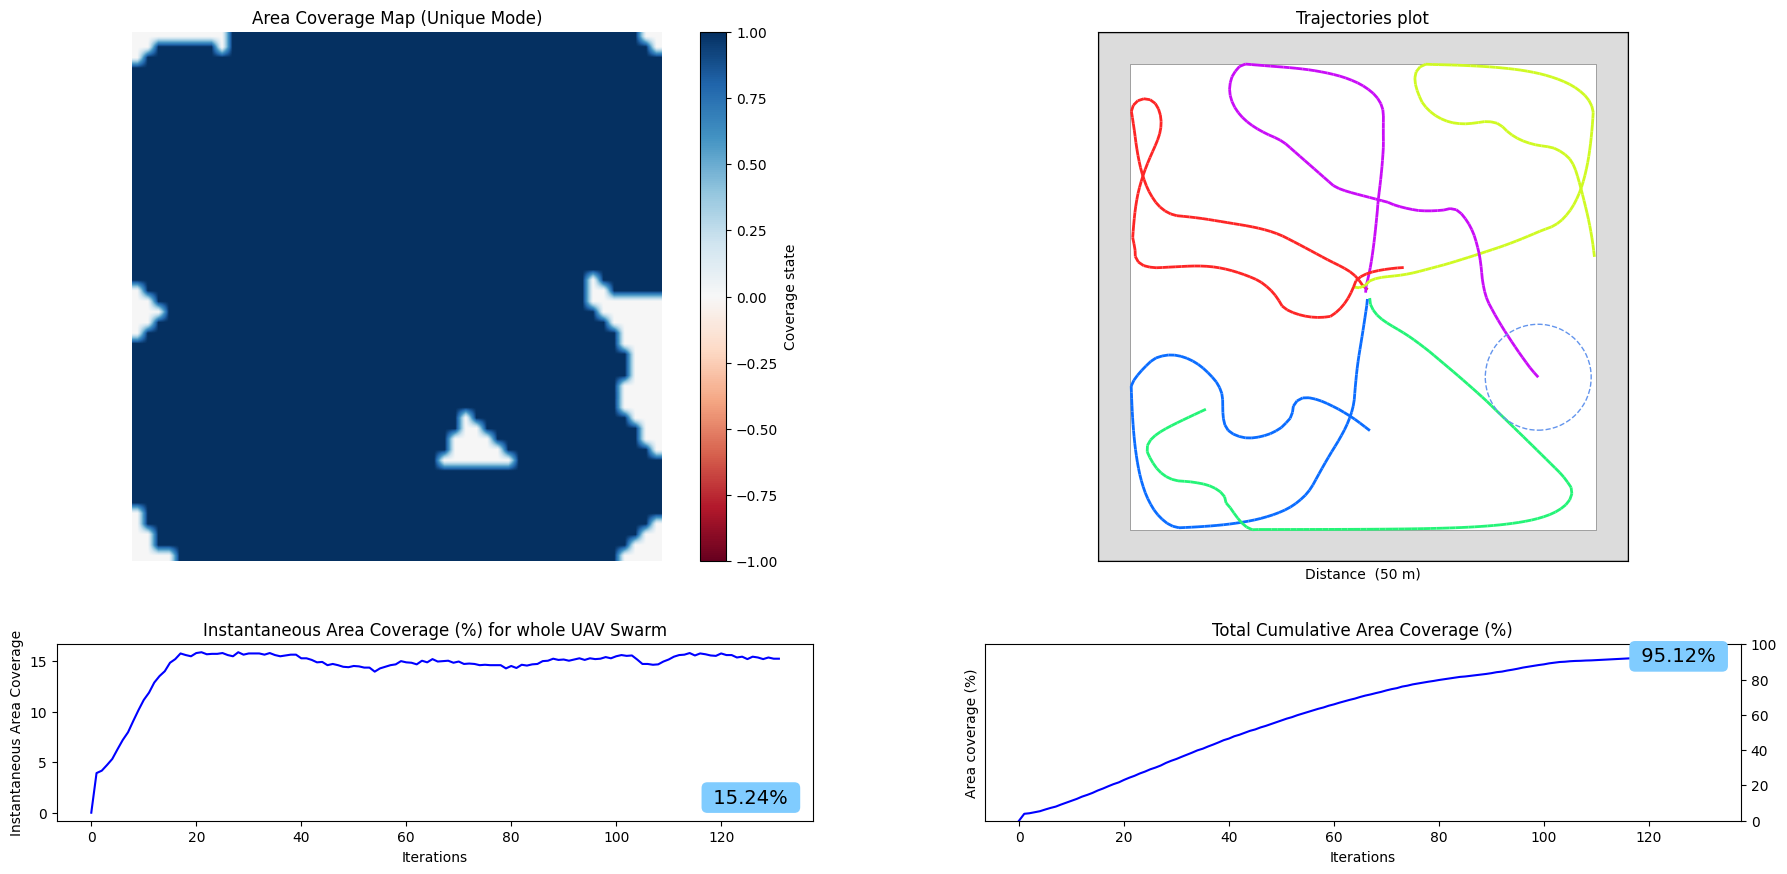 Area Coverage Map (Unique Mode)
1.00
0.75
0.50
0.25
0.00
−0.25
−0.50
−0.75
−1.00
Coverage state
Trajectories plot
Distance  (50 m)
Instantaneous Area Coverage (%) for whole UAV Swarm
Instantaneous Area Coverage
15
10
5
0
15.24%
0 20 40 60 80 100 120
Iterations
Total Cumulative Area Coverage (%)
Area coverage (%)
95.12%
100
80
60
40
20
0
0 20 40 60 80 100 120
Iterations